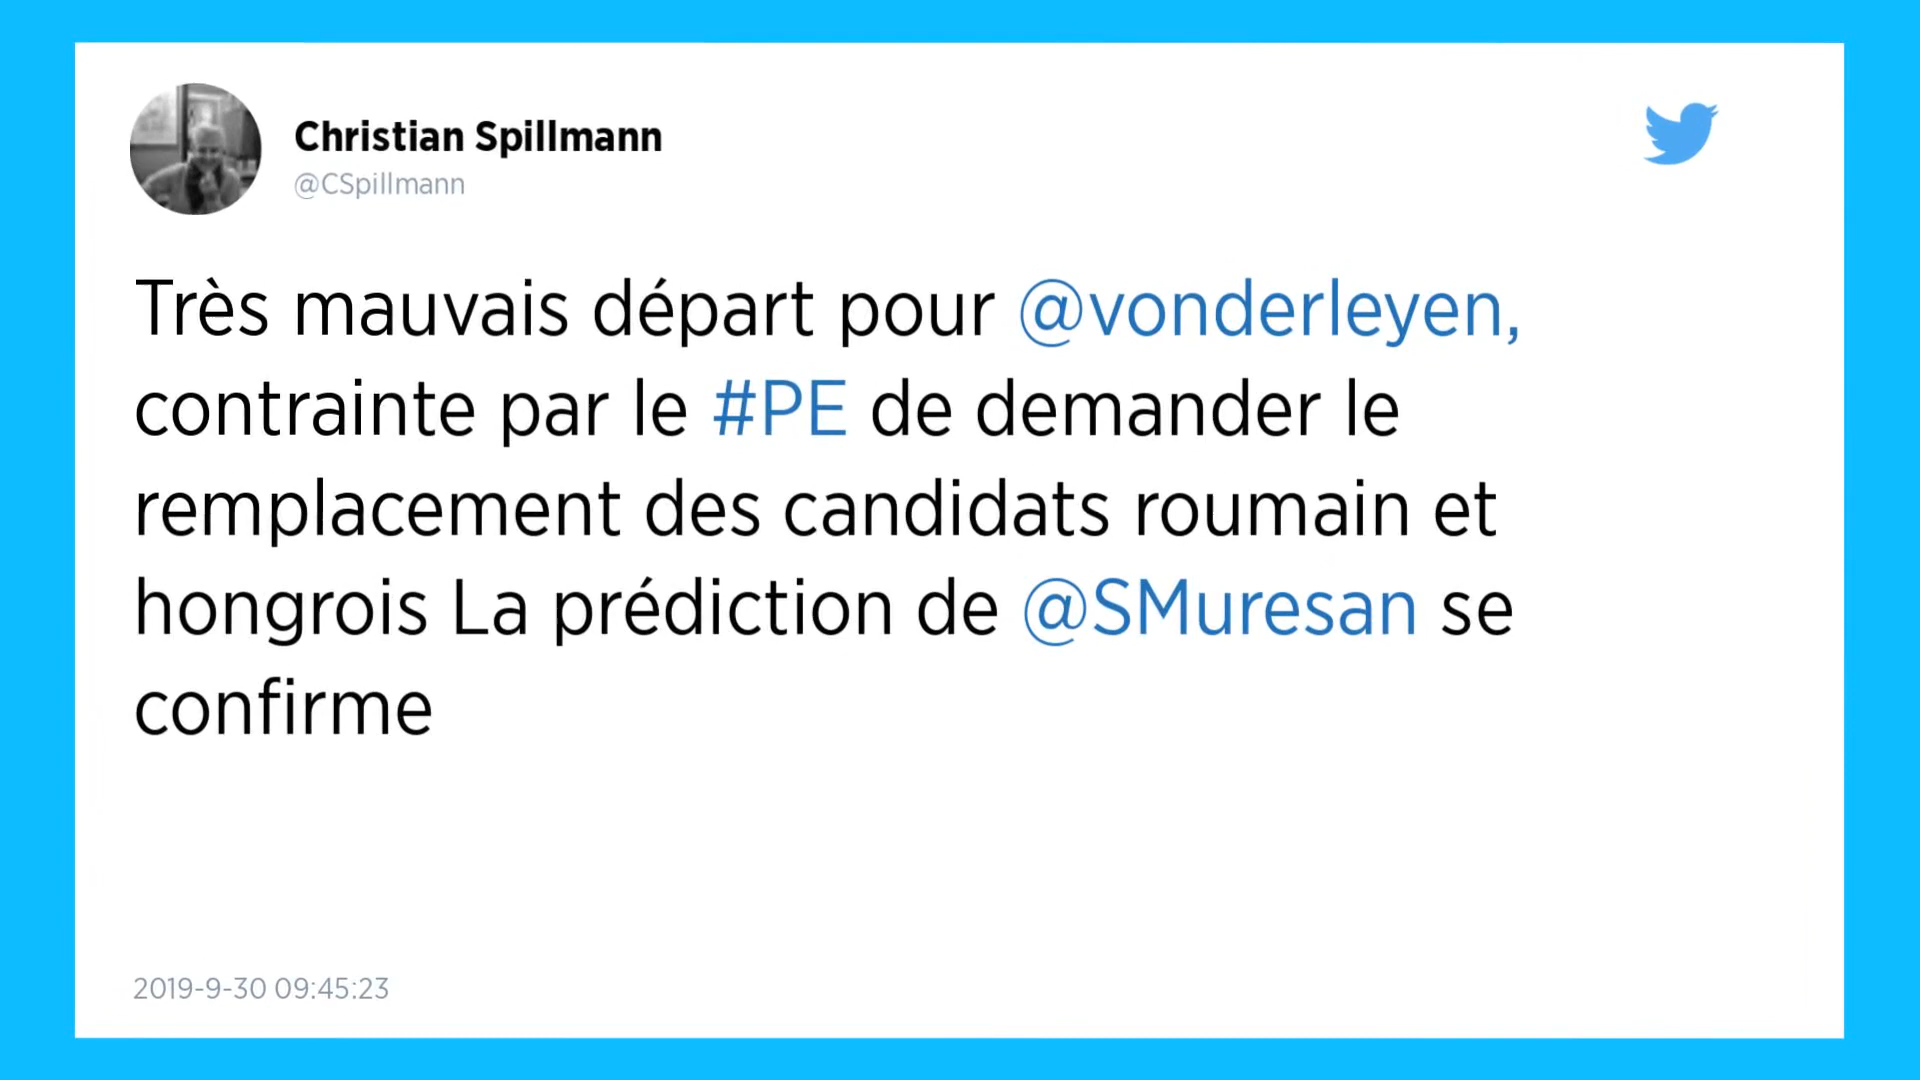 Christian Spillmann
@CSpillmann
Très mauvais départ pour @vonderleyen,
contrainte par le #PE de demander le
remplacement des candidats roumain et
hongrois La prédiction de @SMuresan se
confirme
2019-9-30 09:45:23